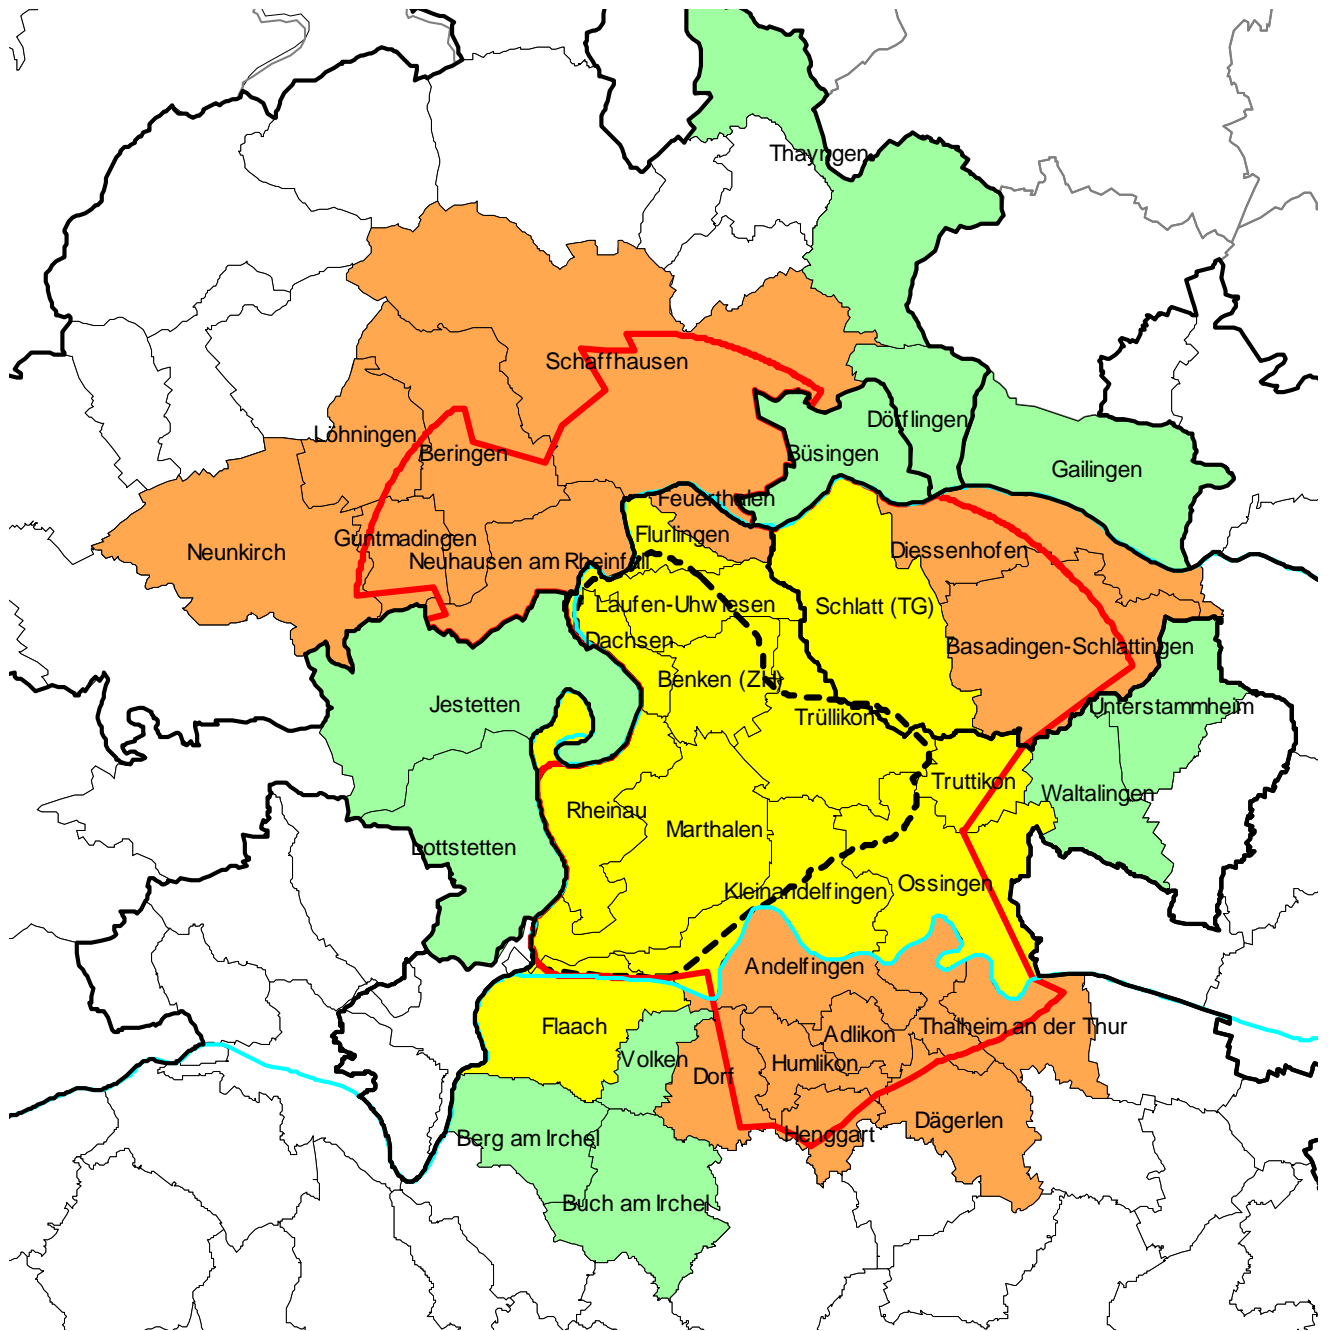 Thayngen
Schaffhausen
Dörflingen
Löhningen
Beringen
Büsingen
Gailingen
Feuerthalen
Flurlingen
Güntmadingen
Neunkirch
Diessenhofen
Neuhausen am Rheinfall
Laufen-Uhwiesen
Schlatt (TG)
Dachsen
Basadingen-Schlattingen
Benken (ZH)
Jestetten
Unterstammheim
Trüllikon
Truttikon
Waltalingen
Rheinau
Marthalen
Lottstetten
Kleinandelfingen
Ossingen
Andelfingen
Flaach
Adlikon
Thalheim an der Thur
Volken
Humlikon
Dorf
Dägerlen
Berg am Irchel
Henggart
Buch am Irchel